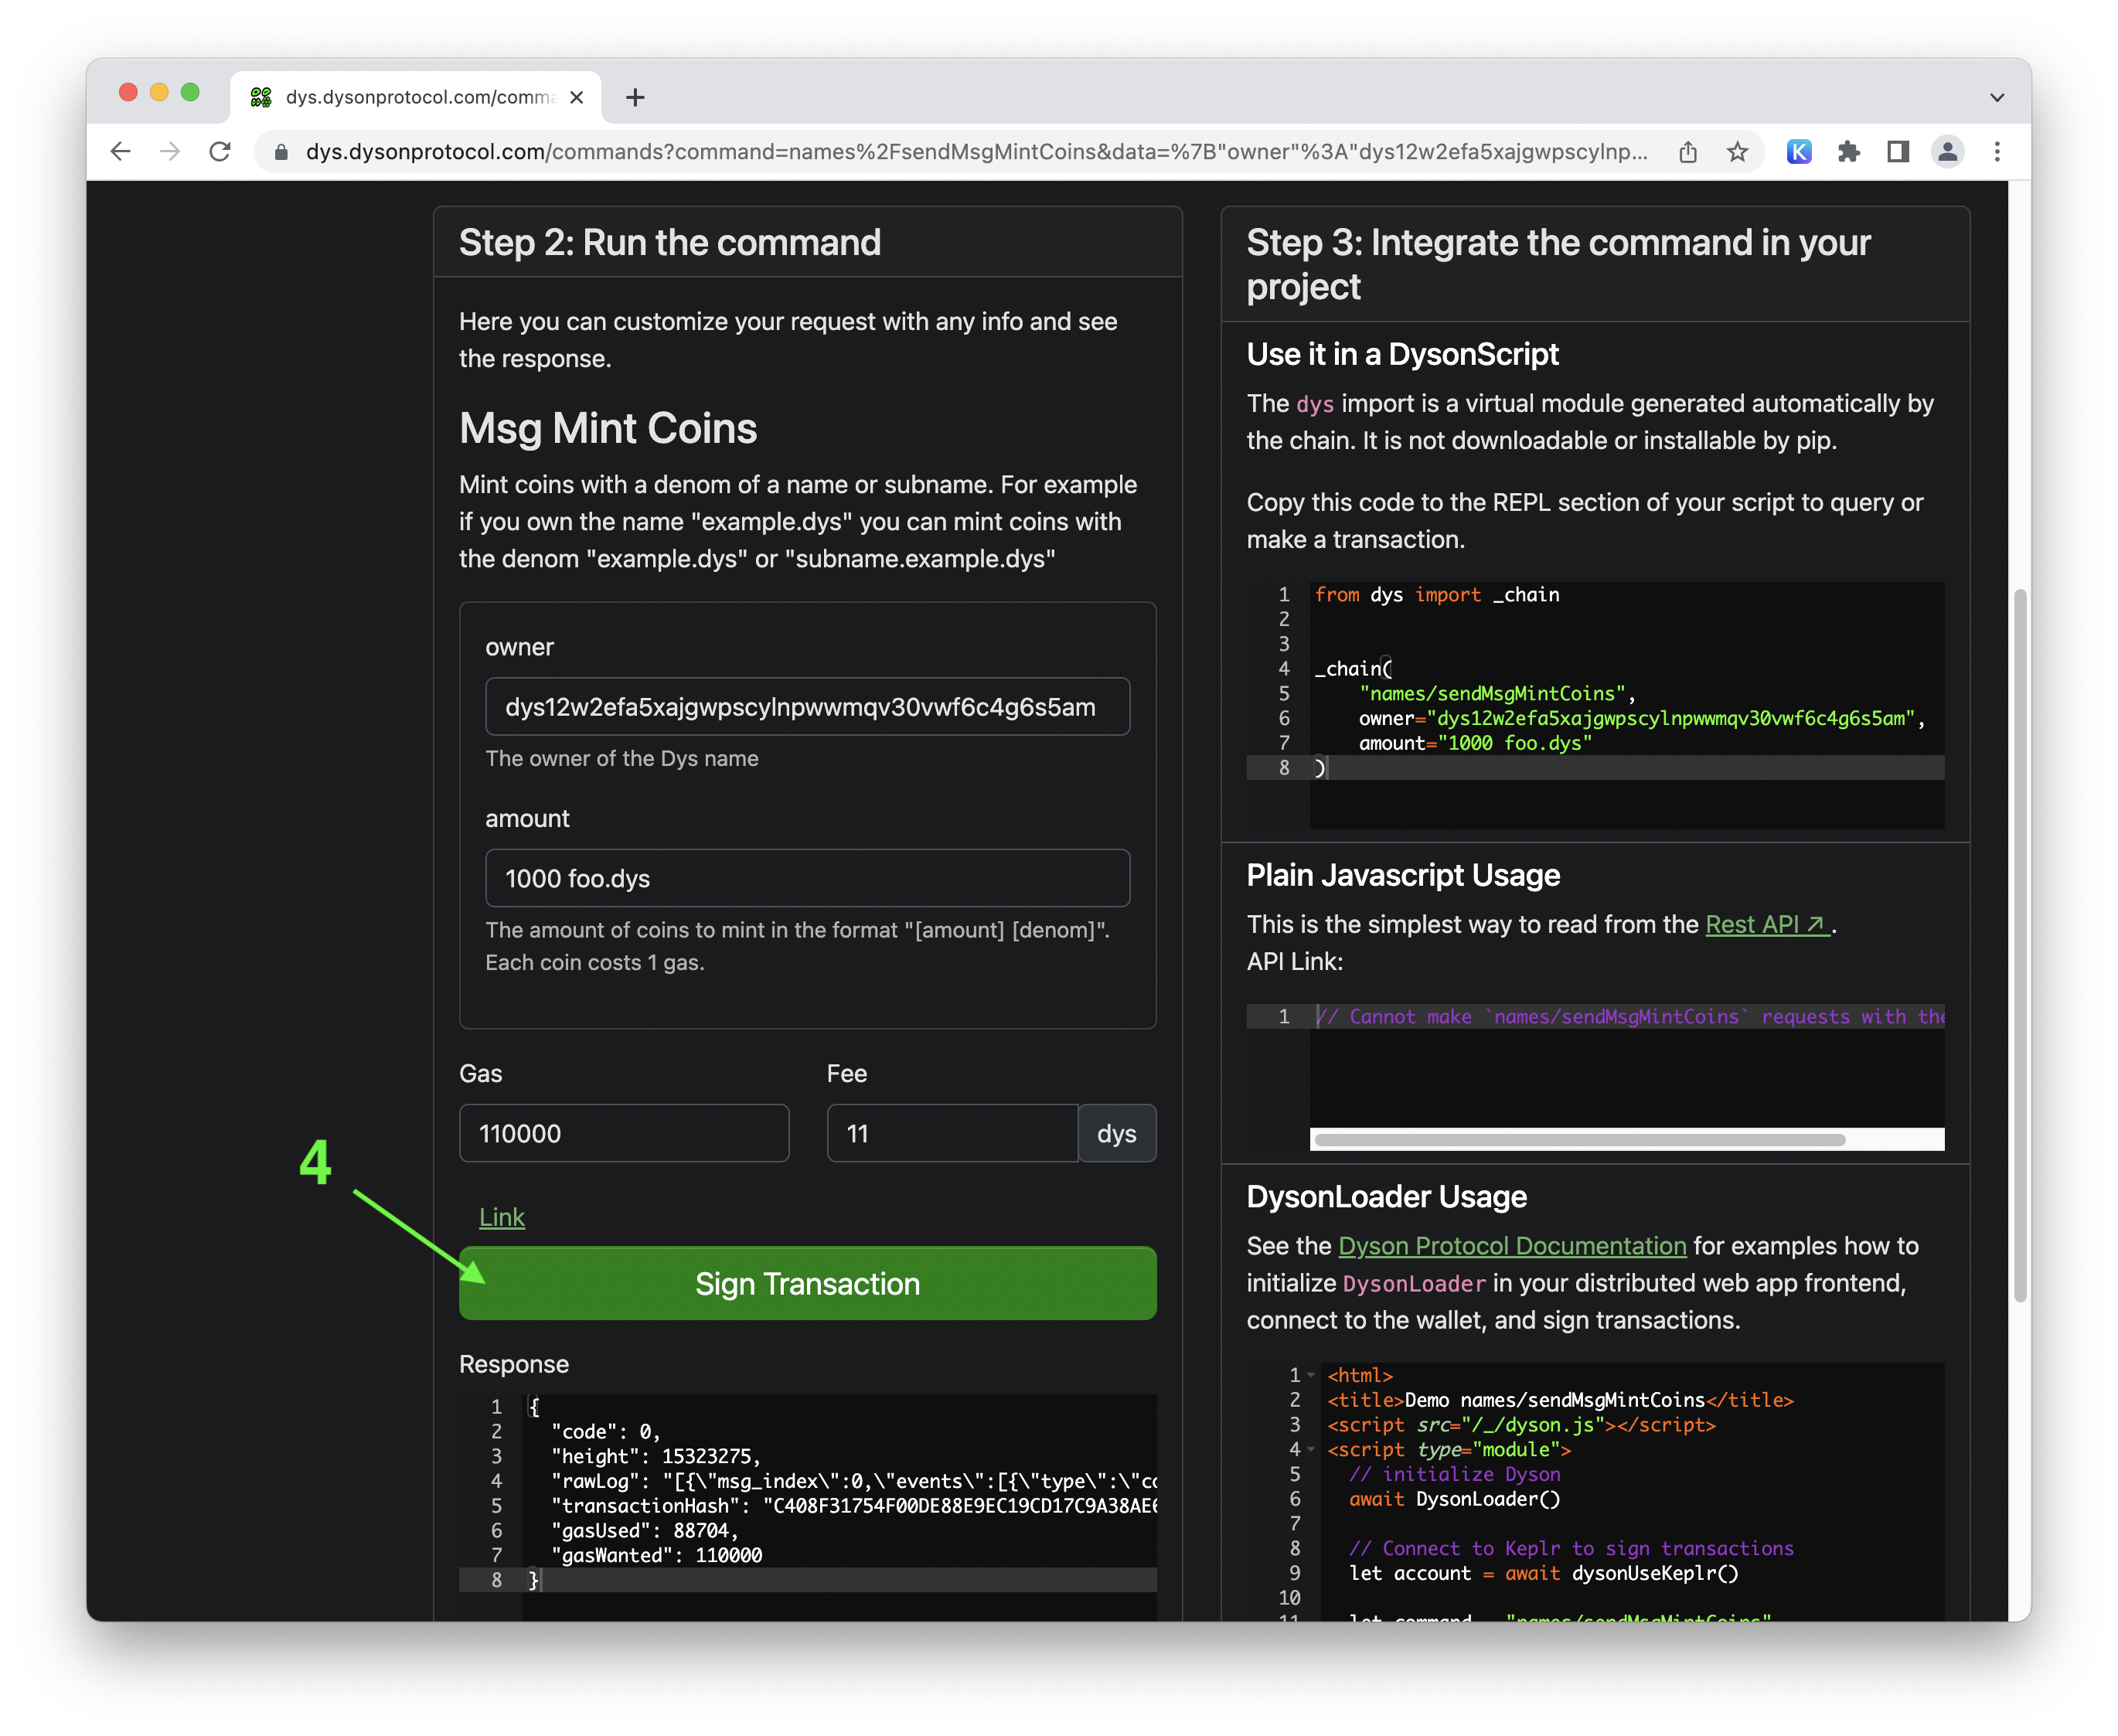 dys.dysonprotocol.com/comma
dys.dysonprotocol.com/commands?command=names%2FsendMsgMintCoins&data=%7B"owner"%3A"dys12w2efa5xajgwpscylnp...
K
Step 2: Run the command
Here you can customize your request with any info and see
the response.
Msg Mint Coins
Mint coins with a denom of a name or subname. For example
if you own the name "example.dys" you can mint coins with
the denom "example.dys" or "subname.example.dys"
owner
dys12w2efa5xajgwpscylnpwwmqv30vwf6c4g6s5am
The owner of the Dys name
amount
1000 foo.dys
The amount of coins to mint in the format "[amount] [denom]".
Each coin costs 1 gas.
Gas
Fee
110000
11
dys
4
Link
Sign Transaction
Response
1 {
2 "code": 0,
3 "height": 15323275,
4 "rawLog": "[{\"msg_index\":0,\"events\":[{\"type\":\"co
5 "transactionHash": "C408F31754F00DE88E9EC19CD17C9A38AE6
6 "gasUsed": 88704,
7 "gasWanted": 110000
8 }
Step 3: Integrate the command in your
project
Use it in a DysonScript
The dys import is a virtual module generated automatically by
the chain. It is not downloadable or installable by pip.
Copy this code to the REPL section of your script to query or
make a transaction.
1 from dys import _chain
2
3
4 _chain(
5 "names/sendMsgMintCoins",
6 owner="dys12w2efa5xajgwpscylnpwwmqv30vwf6c4g6s5am",
7 amount="1000 foo.dys"
8 )
Plain Javascript Usage
This is the simplest way to read from the Rest API ↗ .
API Link:
1 // Cannot make `names/sendMsgMintCoins` requests with the
DysonLoader Usage
See the Dyson Protocol Documentation for examples how to
initialize DysonLoader in your distributed web app frontend,
connect to the wallet, and sign transactions.
1 <html>
2 <title>Demo names/sendMsgMintCoins</title>
3 <script src="/_/dyson.js"></script>
4 <script type="module">
5 // initialize Dyson
6 await DysonLoader()
7
8 // Connect to Keplr to sign transactions
9 let account = await dysonUseKeplr()
10
11 let command = "names/sendMsgMintCoins"